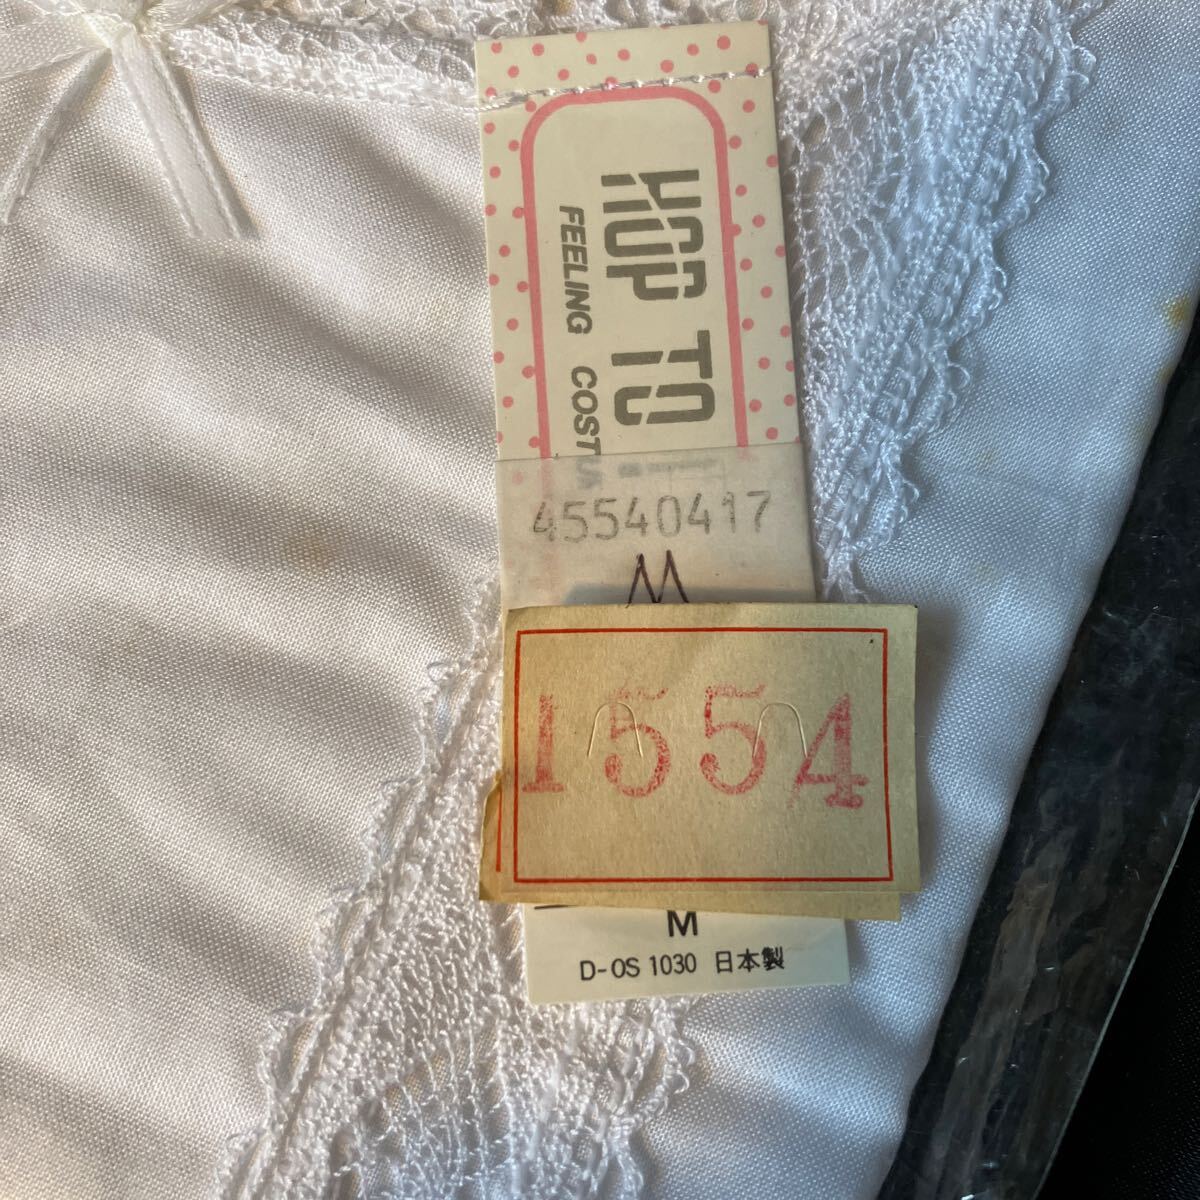 HOP TO
FEELING COST
45540417
M
1554
M
D-OS 1030 日本製